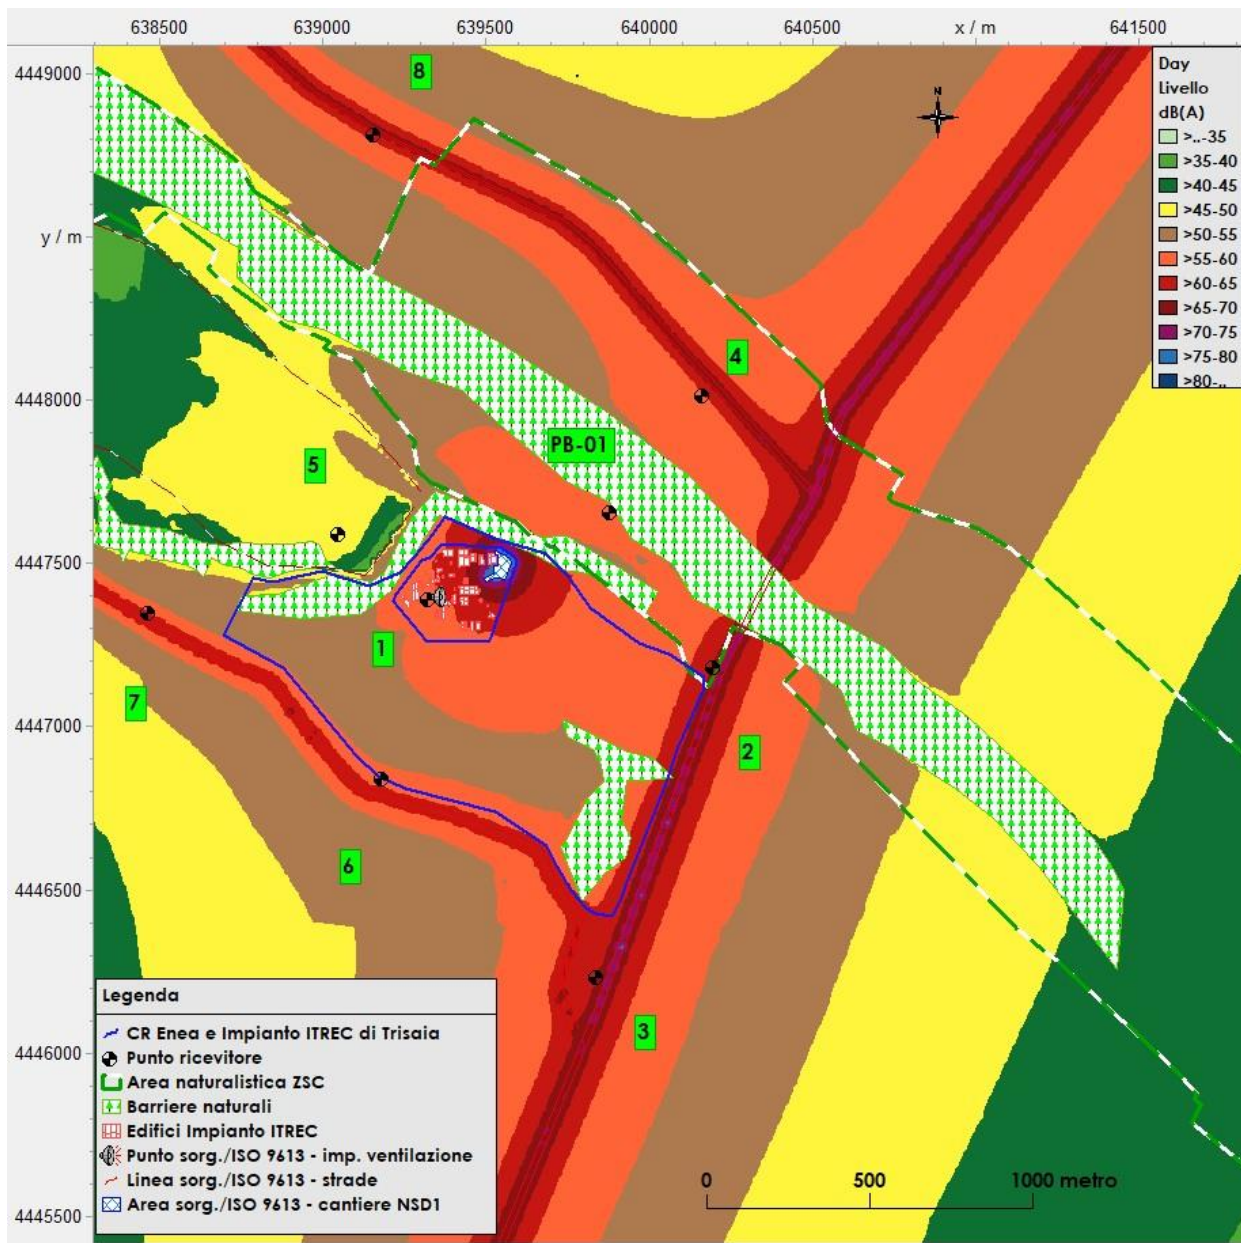 638500 639000 639500 640000 640500 x / m 641500
4449000
y / m
4448000
4447500
4447000
4446500
4446000
4445500
N
Day
Livello
dB(A)
>..-35
>35-40
>40-45
>45-50
>50-55
>55-60
>60-65
>65-70
>70-75
>75-80
>80-..
8
4
PB-01
5
1
7
2
6
3
Legenda
CR Enea e Impianto ITREC di Trisaia
Punto ricevitore
Area naturalistica ZSC
Barriere naturali
Edifici Impianto ITREC
Punto sorg./ISO 9613 - imp. ventilazione
Linea sorg./ISO 9613 - strade
Area sorg./ISO 9613 - cantiere NSD1
0 500 1000 metro